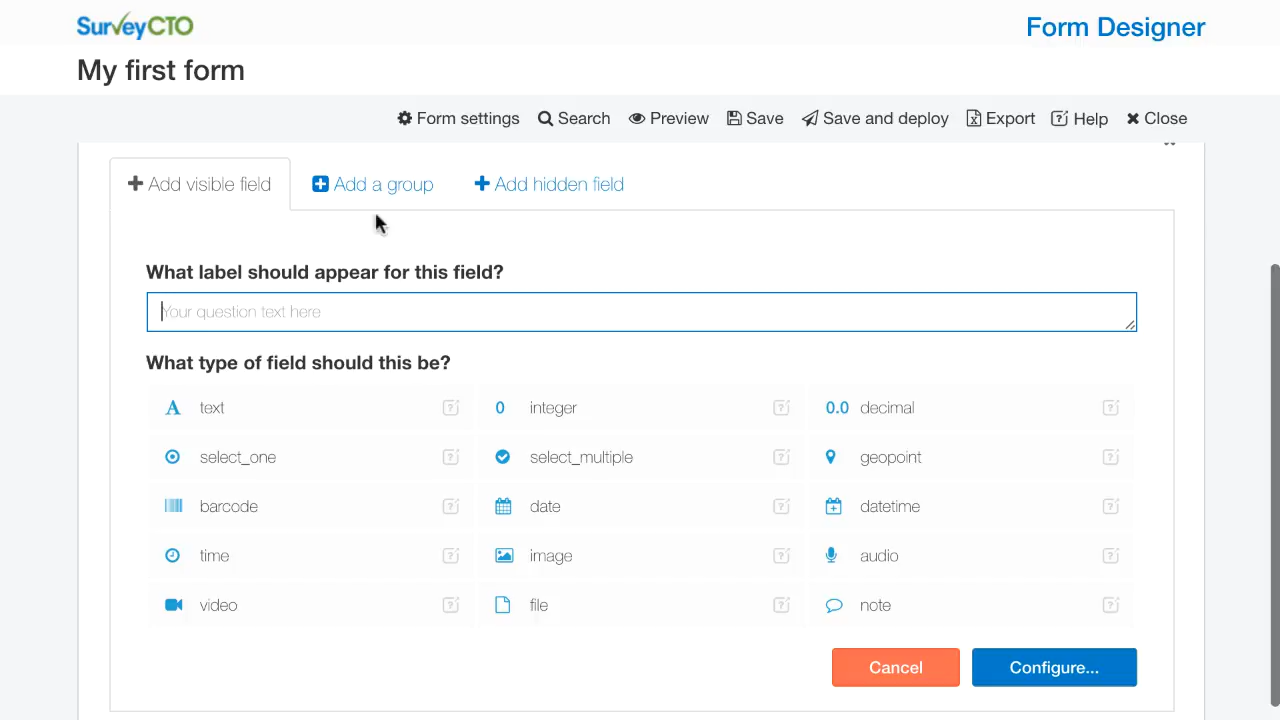 SurveyCTO
Form Designer
My first form
Form settings Search Preview Save Save and deploy Export Help Close
Add visible field Add a group Add hidden field
What label should appear for this field?
Your question text here
What type of field should this be?
A text ? 0 integer ? 0.0 decimal ?
select_one ? select_multiple ? geopoint ?
barcode ? date ? datetime ?
time ? image ? audio ?
video ? file ? note ?
Cancel Configure...